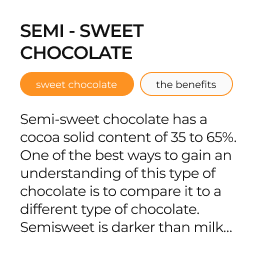 SEMI - SWEET
CHOCOLATE
sweet chocolate
the benefits
Semi-sweet chocolate has a
cocoa solid content of 35 to 65%.
One of the best ways to gain an
understanding of this type of
chocolate is to compare it to a
different type of chocolate.
Semisweet is darker than milk...